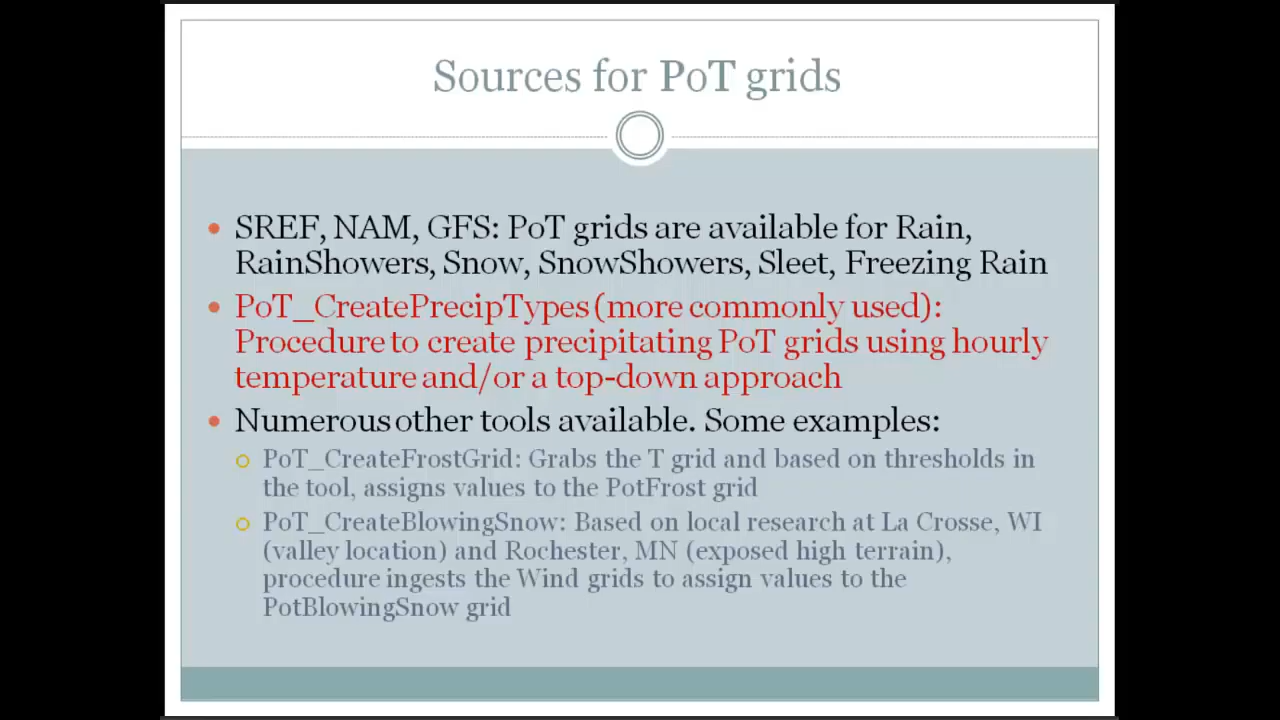 Sources for PoT grids
SREF, NAM, GFS: PoT grids are available for Rain,
RainShowers, Snow, SnowShowers, Sleet, Freezing Rain
PoT_CreatePrecipTypes (more commonly used):
Procedure to create precipitating PoT grids using hourly
temperature and/or a top-down approach
Numerous other tools available. Some examples:
PoT_CreateFrostGrid: Grabs the T grid and based on thresholds in
the tool, assigns values to the PotFrost grid
PoT_CreateBlowingSnow: Based on local research at La Crosse, WI
(valley location) and Rochester, MN (exposed high terrain),
procedure ingests the Wind grids to assign values to the
PotBlowingSnow grid